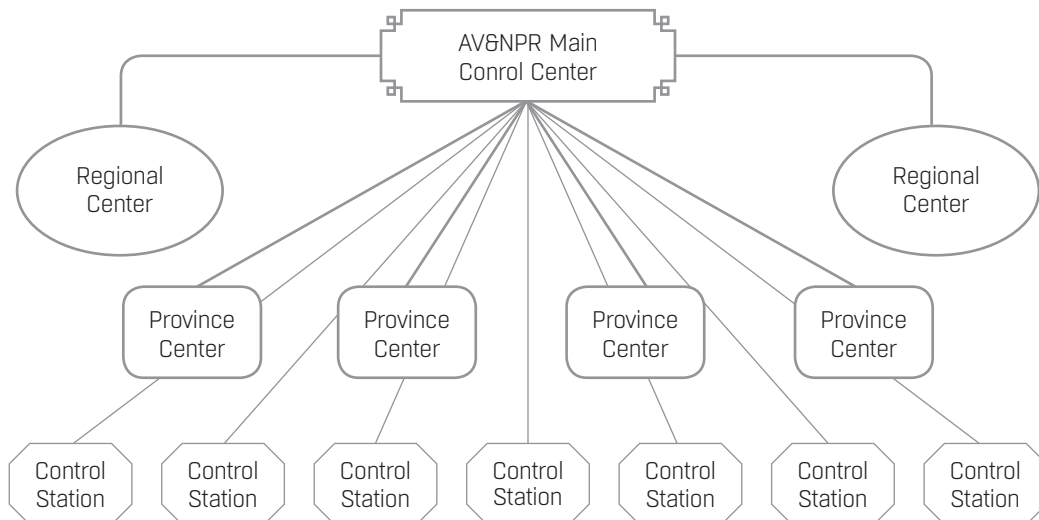 AV&NPR Main
Conrol Center
Regional
Center
Regional
Center
Province
Center
Province
Center
Province
Center
Province
Center
Control
Station
Control
Station
Control
Station
Control
Station
Control
Station
Control
Station
Control
Station